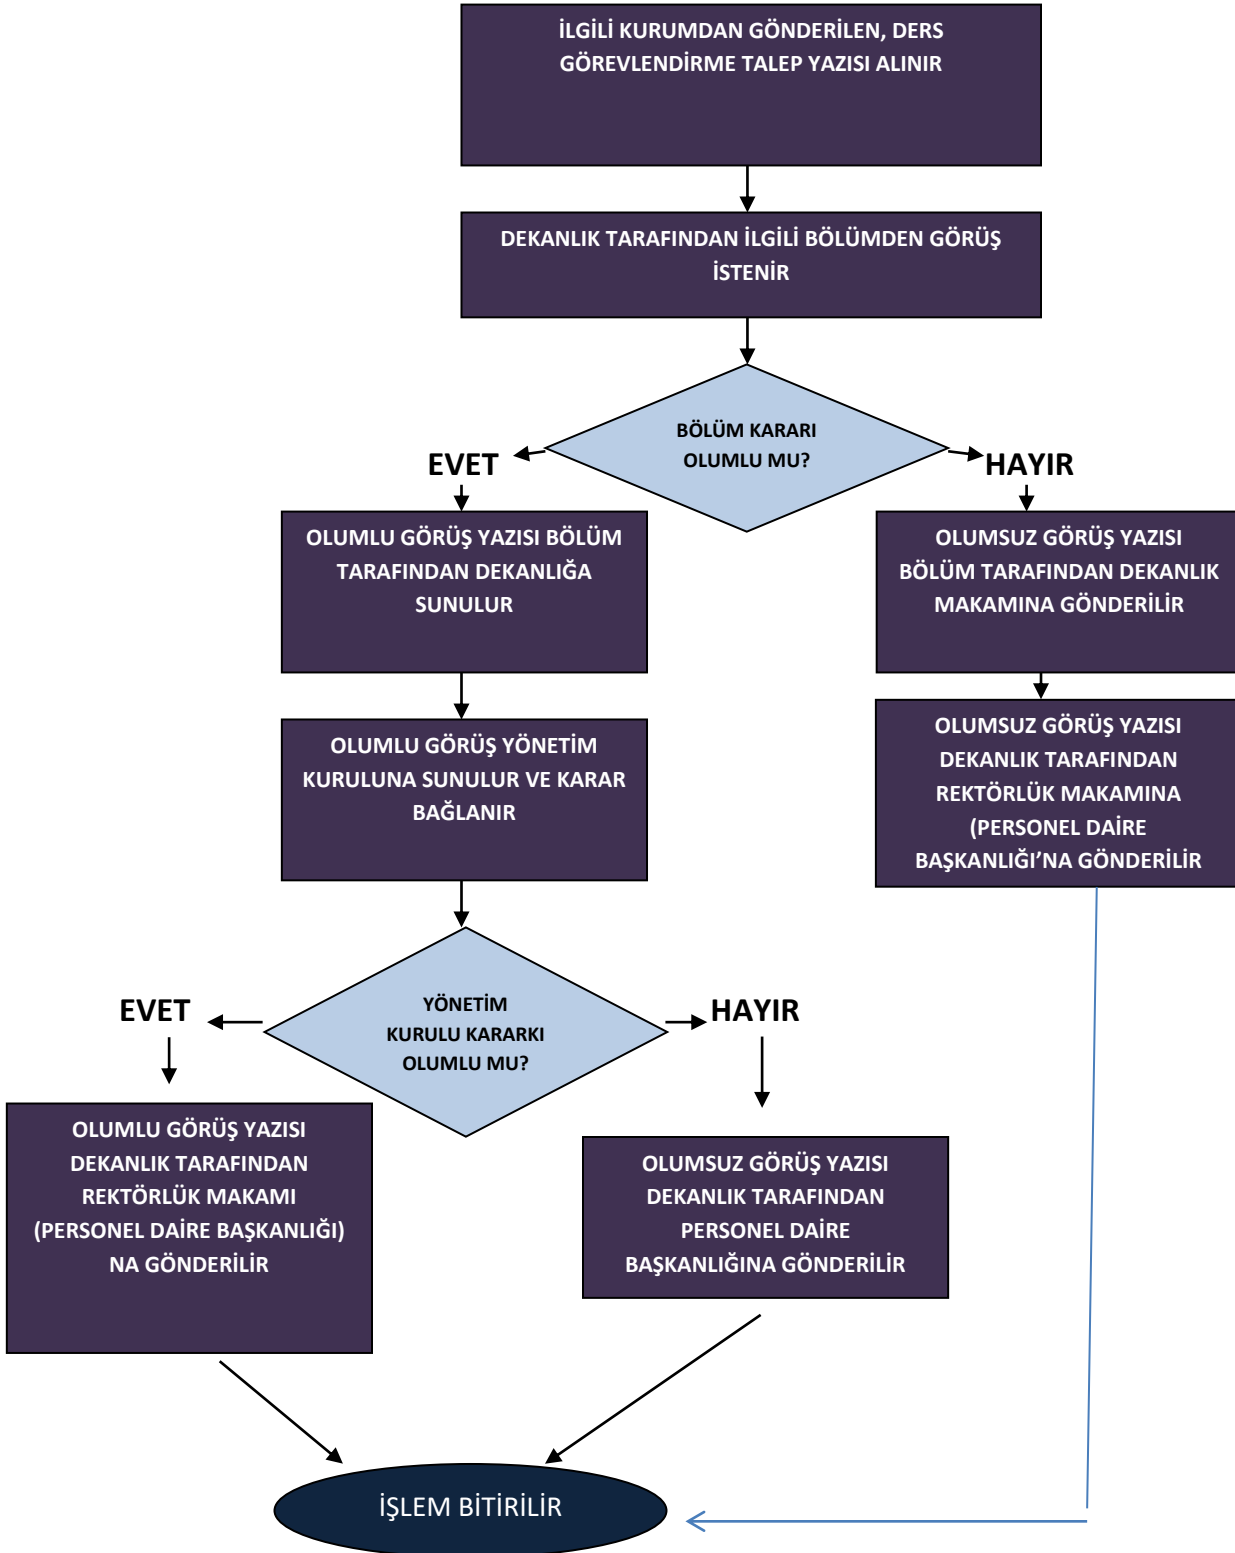 İLGİLİ KURUMDAN GÖNDERİLEN, DERS
GÖREVLENDİRME TALEP YAZISI ALINIR
DEKANLIK TARAFINDAN İLGİLİ BÖLÜMDEN GÖRÜŞ
İSTENİR
BÖLÜM KARARI
OLUMLU MU?
EVET
HAYIR
OLUMLU GÖRÜŞ YAZISI BÖLÜM
TARAFINDAN DEKANLIĞA
SUNULUR
OLUMSUZ GÖRÜŞ YAZISI
BÖLÜM TARAFINDAN DEKANLIK
MAKAMINA GÖNDERİLİR
OLUMLU GÖRÜŞ YÖNETİM
KURULUNA SUNULUR VE KARAR
BAĞLANIR
OLUMSUZ GÖRÜŞ YAZISI
DEKANLIK TARAFINDAN
REKTÖRLÜK MAKAMINA
(PERSONEL DAİRE
BAŞKANLIĞI’NA GÖNDERİLİR
YÖNETİM
KURULU KARARKI
OLUMLU MU?
EVET
HAYIR
OLUMLU GÖRÜŞ YAZISI
DEKANLIK TARAFINDAN
REKTÖRLÜK MAKAMI
(PERSONEL DAİRE BAŞKANLIĞI)
NA GÖNDERİLİR
OLUMSUZ GÖRÜŞ YAZISI
DEKANLIK TARAFINDAN
PERSONEL DAİRE
BAŞKANLIĞINA GÖNDERİLİR
İŞLEM BİTİRİLİR